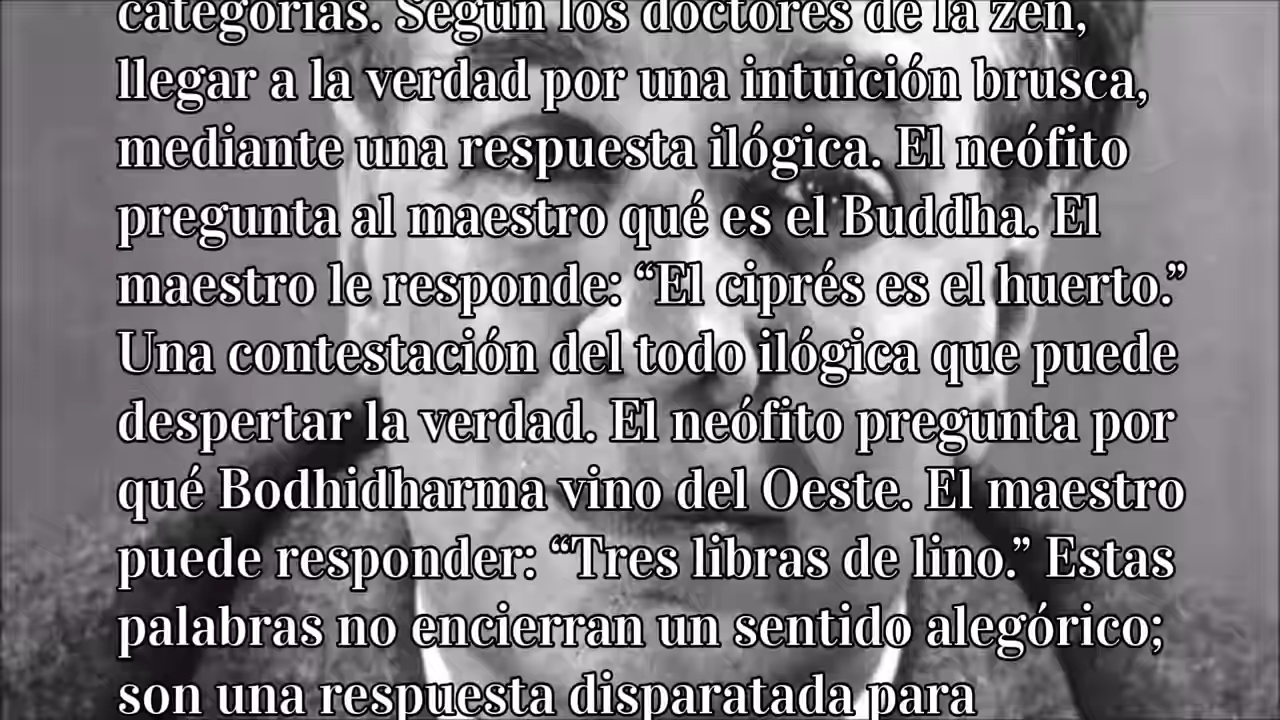 categorías. Según los doctores de la zen,
llegar a la verdad por una intuición brusca,
mediante una respuesta ilógica. El neófito
pregunta al maestro qué es el Buddha. El
maestro le responde: “El ciprés es el huerto.”
Una contestación del todo ilógica que puede
despertar la verdad. El neófito pregunta por
qué Bodhidharma vino del Oeste. El maestro
puede responder: “Tres libras de lino.” Estas
palabras no encierran un sentido alegórico;
son una respuesta disparatada para